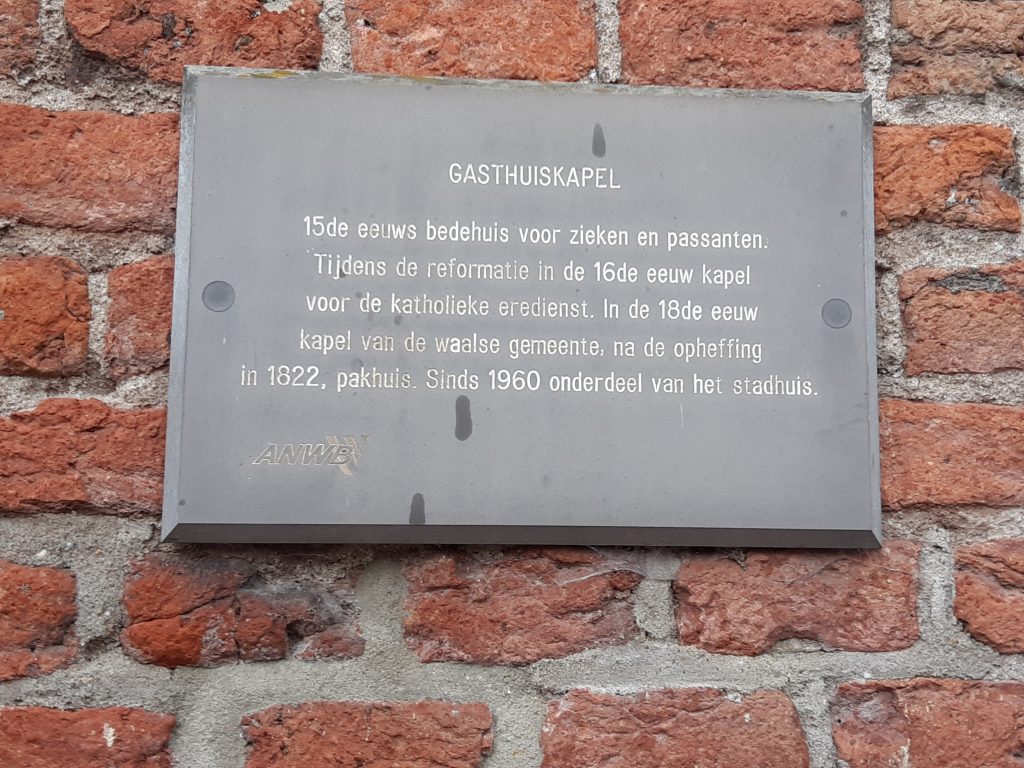 GASTHUISKAPEL
15de eeuws bedehuis voor zieken en passanten.
Tijdens de reformatie in de 16de eeuw kapel
voor de katholieke eredienst. In de 18de eeuw
kapel van de waalse gemeente, na de opheffing
in 1822, pakhuis. Sinds 1960 onderdeel van het stadhuis.
ANWB